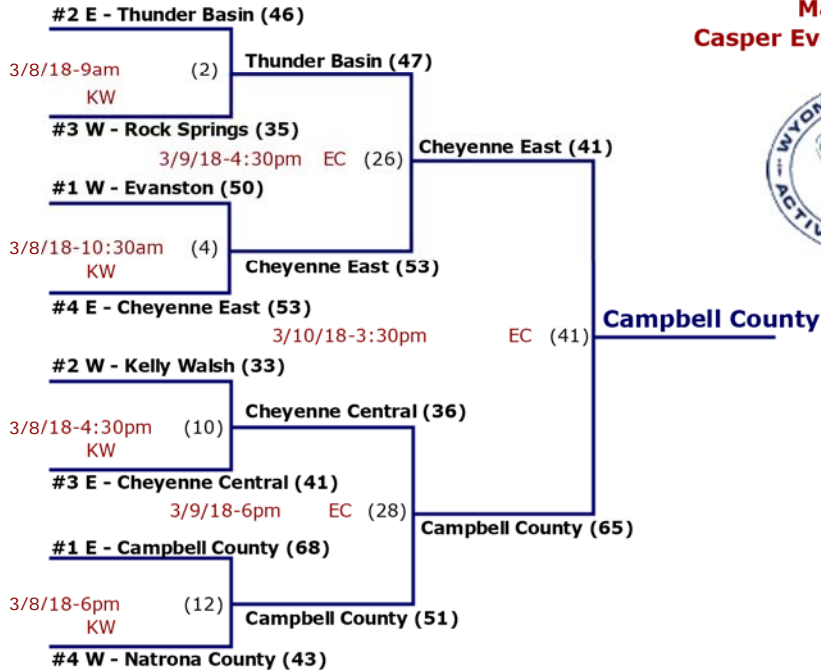 #2 E - Thunder Basin (46)
Casper
3/8/18-9am (2) Thunder Basin (47)
KW
#3 W - Rock Springs (35)
3/9/18-4:30pm EC (26) Cheyenne East (41)
#1 W - Evanston (50)
3/8/18-10:30am (4)
KW Cheyenne East (53)
#4 E - Cheyenne East (53)
3/10/18-3:30pm EC (41) Campbell County
#2 W - Kelly Walsh (33)
Cheyenne Central (36)
3/8/18-4:30pm (10)
KW
#3 E - Cheyenne Central (41)
3/9/18-6pm EC (28) Campbell County (65)
#1 E - Campbell County (68)
3/8/18-6pm (12) Campbell County (51)
KW
#4 W - Natrona County (43)